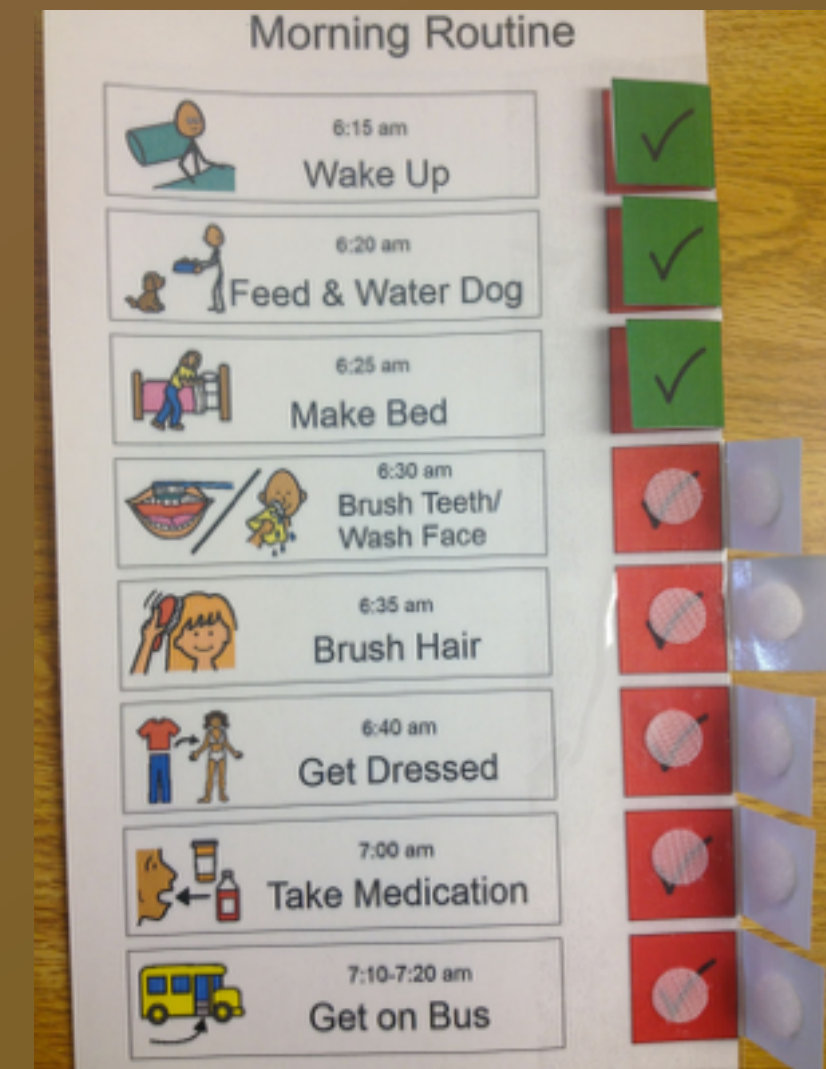 Morning Routine
6:15 am
Wake Up
6:20 am
Feed & Water Dog
6:25 am
Make Bed
6:30 am
Brush Teeth/
Wash Face
6:35 am
Brush Hair
6:40 am
Get Dressed
7:00 am
Take Medication
7:10-7:20 am
Get on Bus